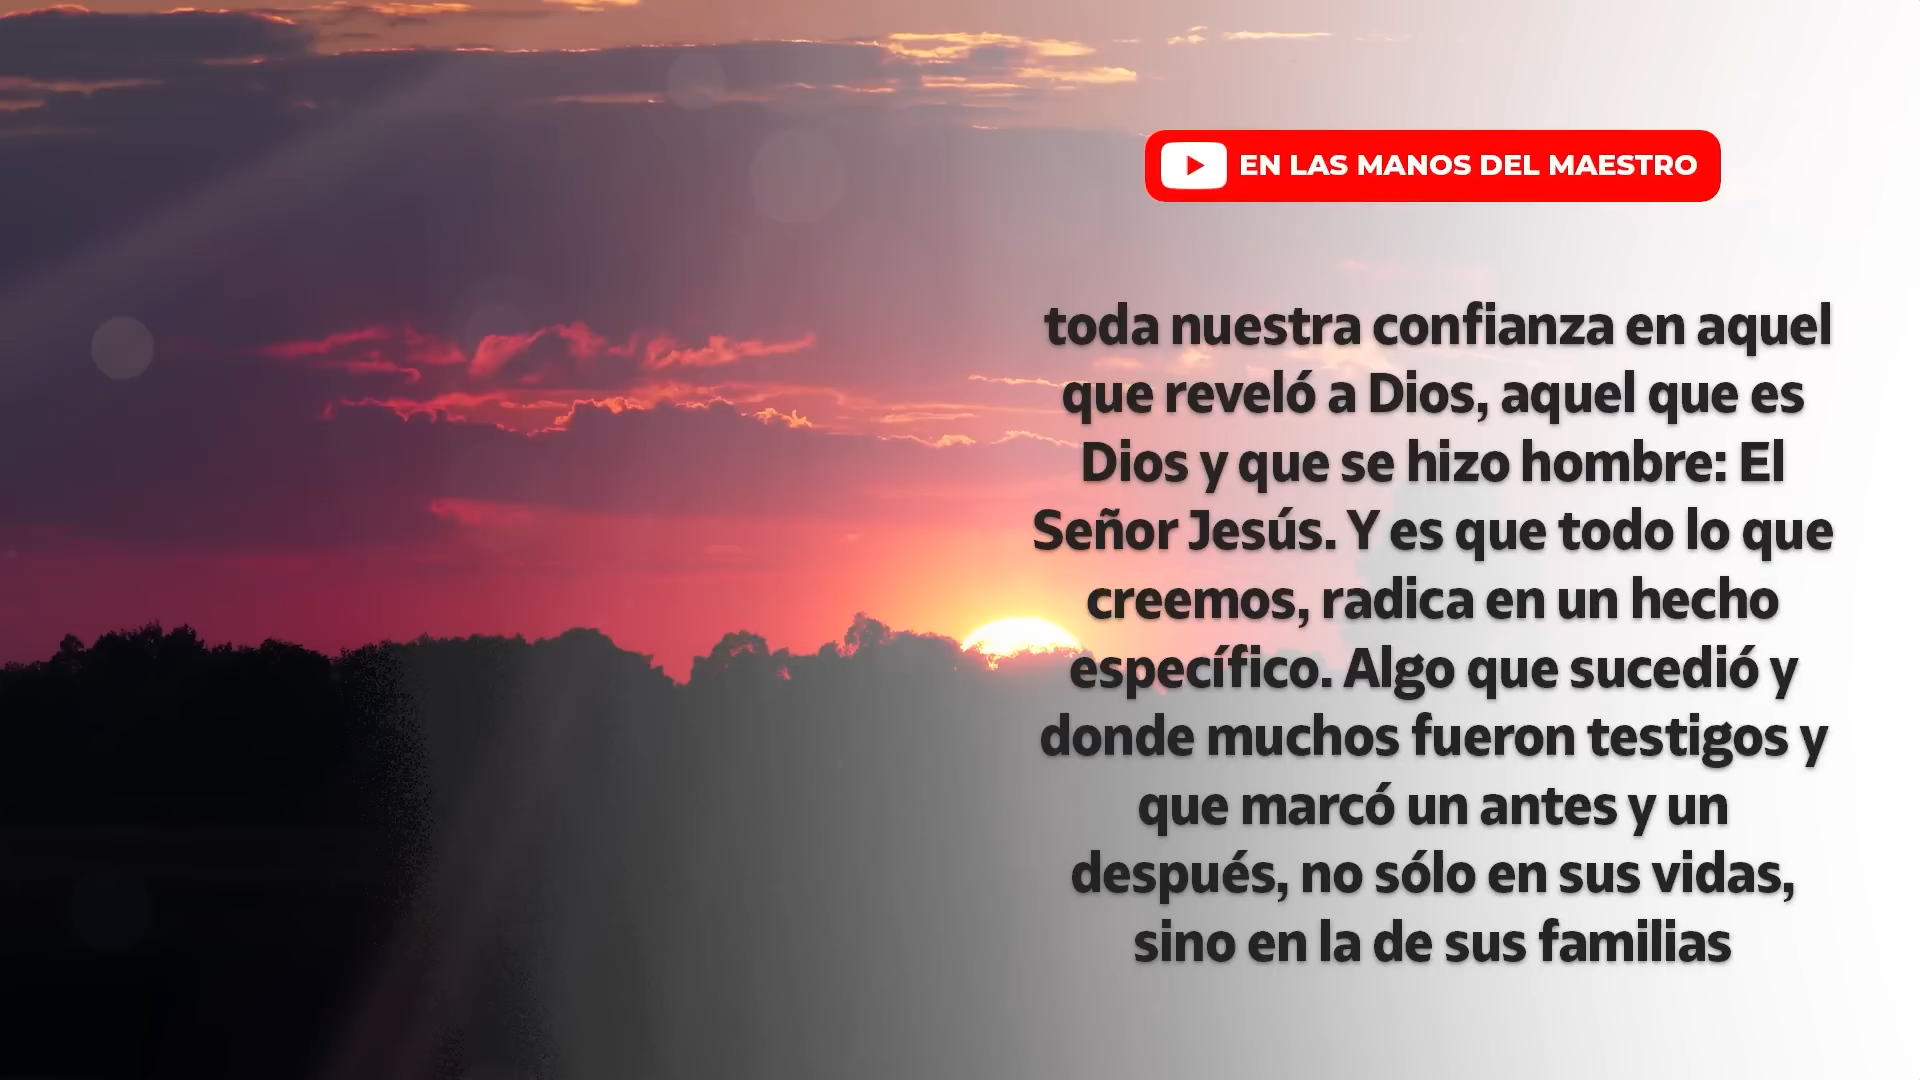 EN LAS MANOS DEL MAESTRO
toda nuestra confianza en aquel
que reveló a Dios, aquel que es
Dios y que se hizo hombre: El
Señor Jesús. Y es que todo lo que
creemos, radica en un hecho
específico. Algo que sucedió y
donde muchos fueron testigos y
que marcó un antes y un
después, no sólo en sus vidas,
sino en la de sus familias